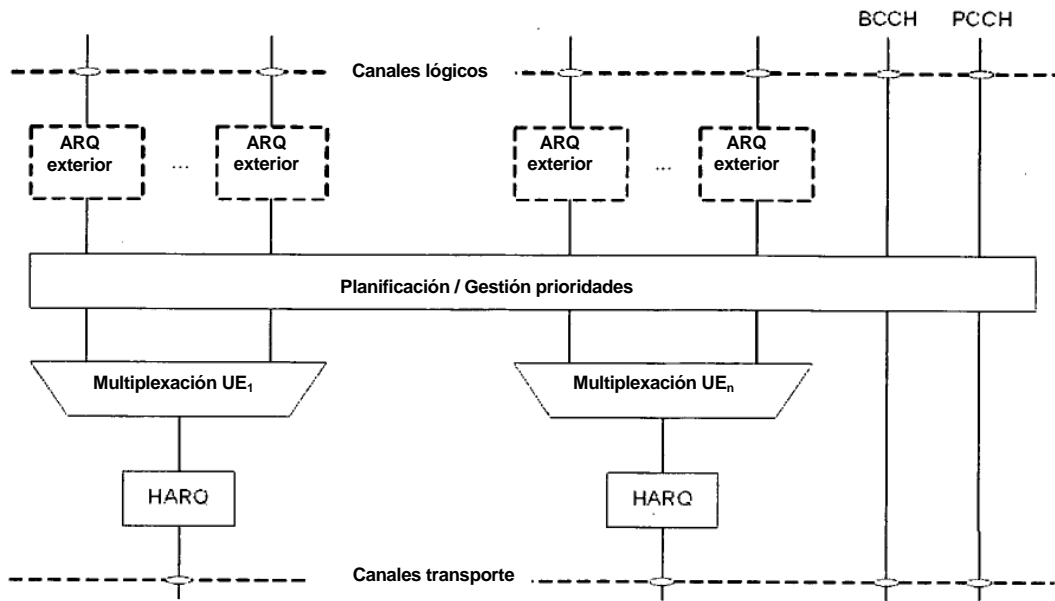 BCCH PCCH
Canales lógicos
ARQ
exterior
...
ARQ
exterior
ARQ
exterior
...
ARQ
exterior
Planificación / Gestión prioridades
Multiplexación UE₁
Multiplexación UEₙ
HARQ
HARQ
Canales transporte